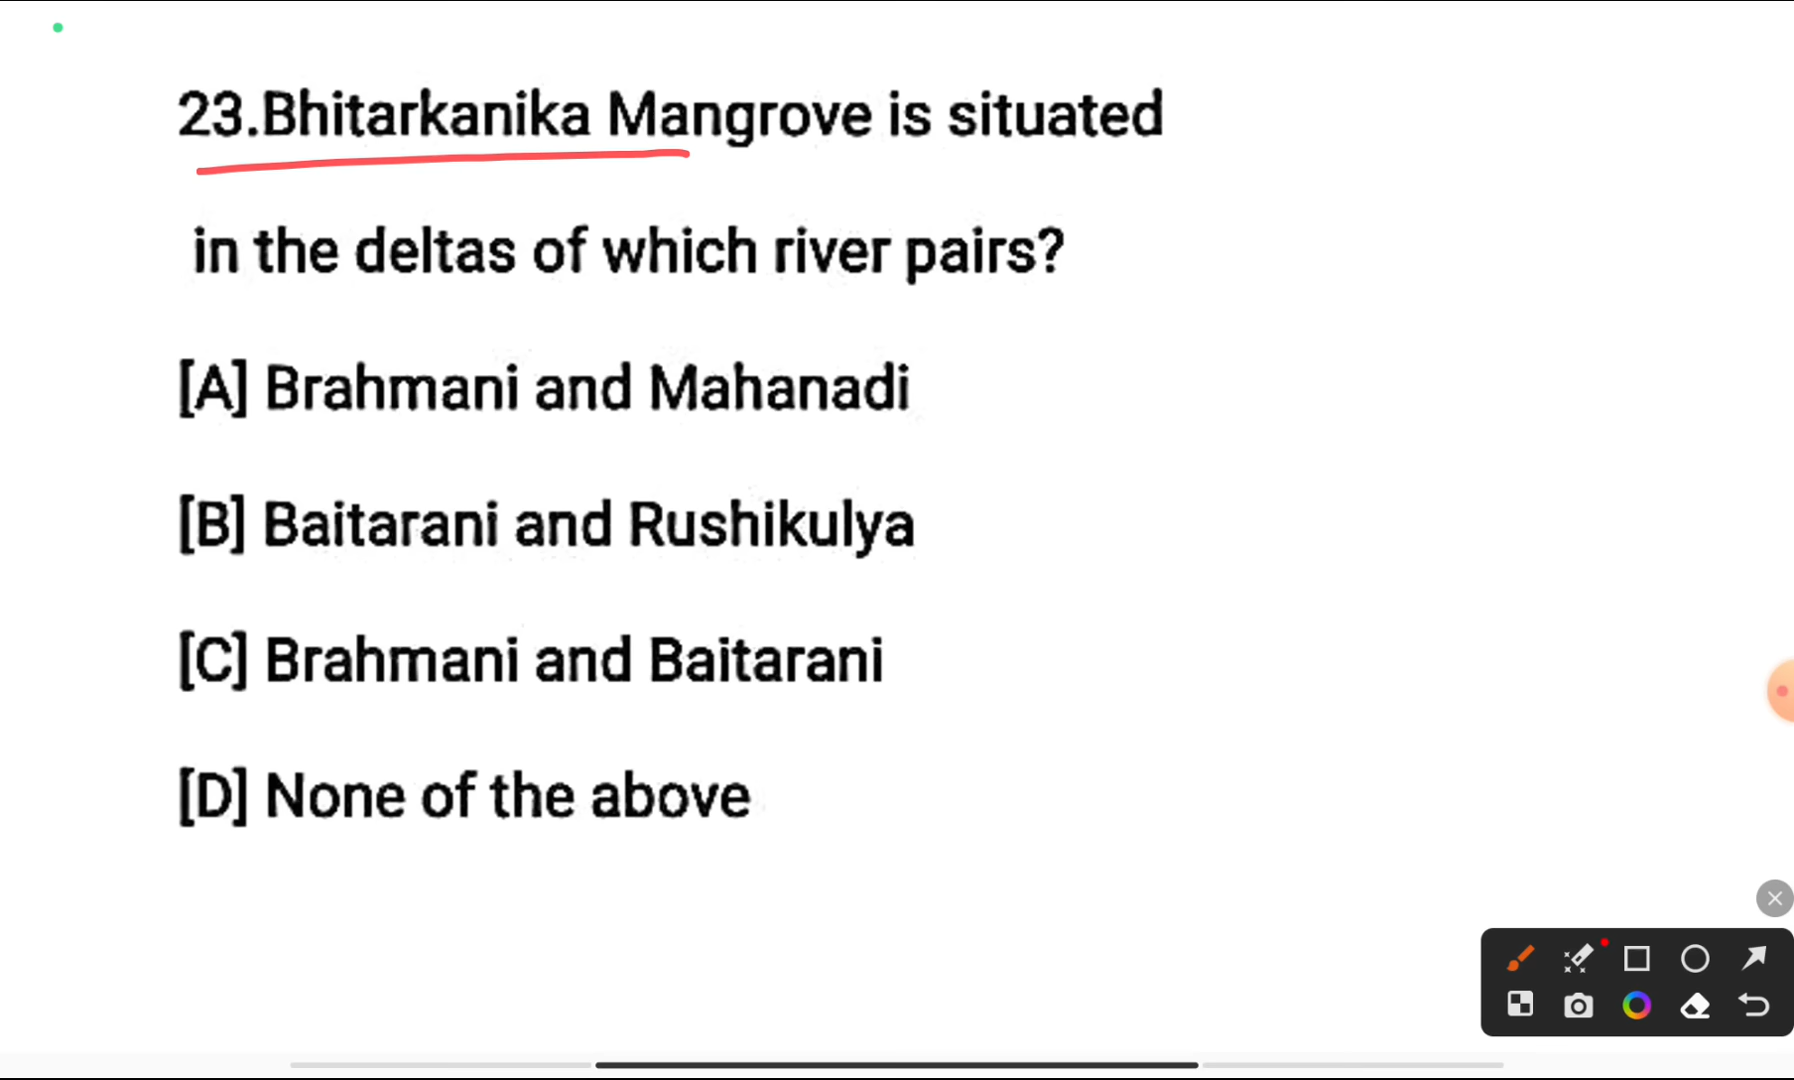 23.Bhitarkanika Mangrove is situated
in the deltas of which river pairs?
[A] Brahmani and Mahanadi
[B] Baitarani and Rushikulya
[C] Brahmani and Baitarani
[D] None of the above